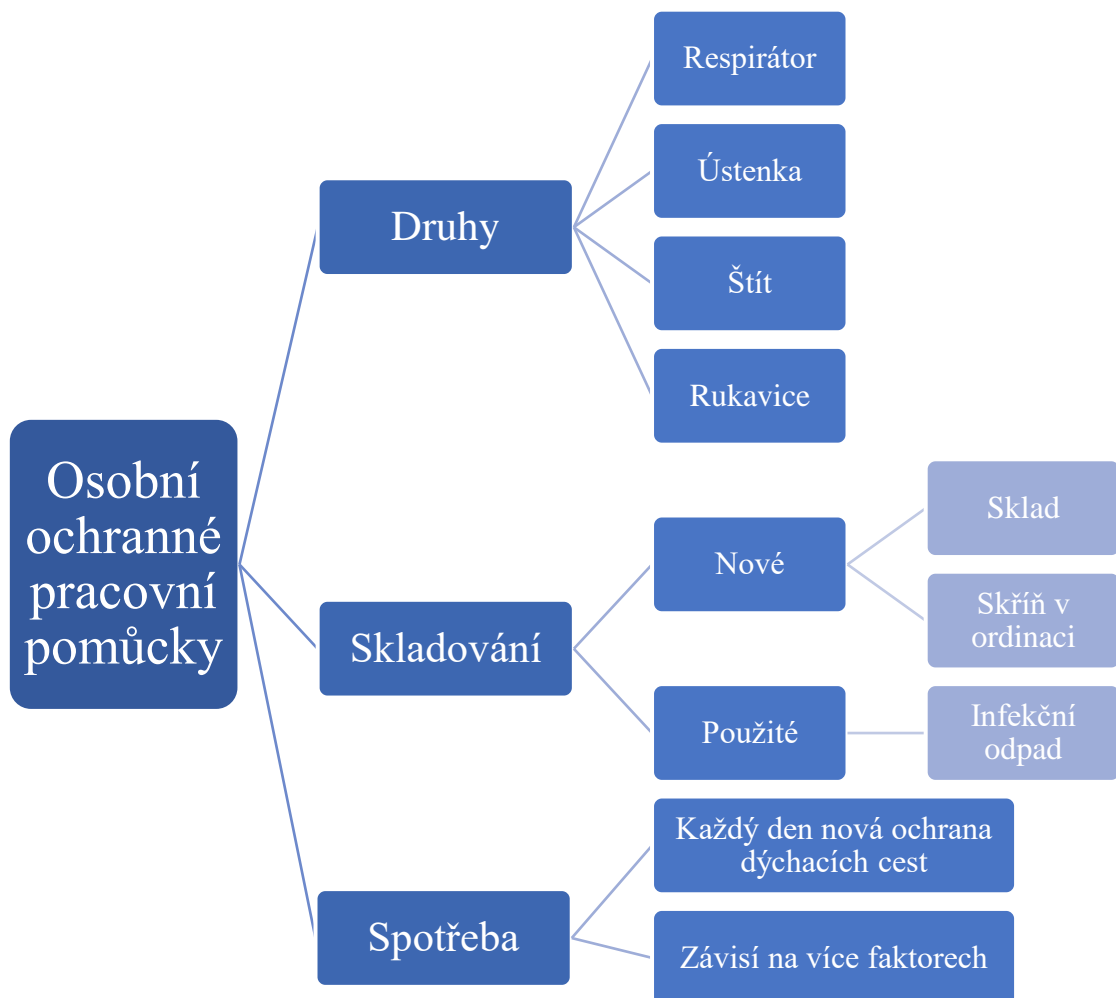 Osobní
ochranné
pracovní
pomůcky
Druhy
Respirátor
Ústenka
Štít
Rukavice
Skladování
Nové
Sklad
Skříň v
ordinaci
Použité
Infekční
odpad
Spotřeba
Každý den nová ochrana
dýchacích cest
Závisí na více faktorech